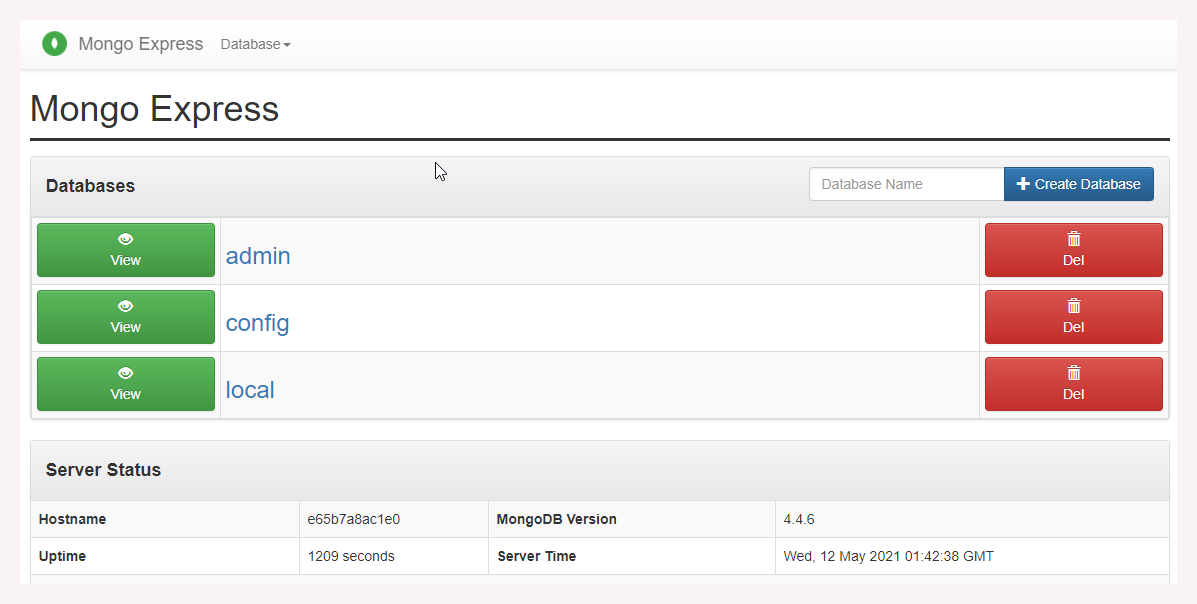 Mongo Express Database
Mongo Express
Databases Database Name Create Database
View admin Del
View config Del
View local Del
Server Status
Hostname e65b7a8ac1e0 MongoDB Version 4.4.6
Uptime 1209 seconds Server Time Wed, 12 May 2021 01:42:38 GMT